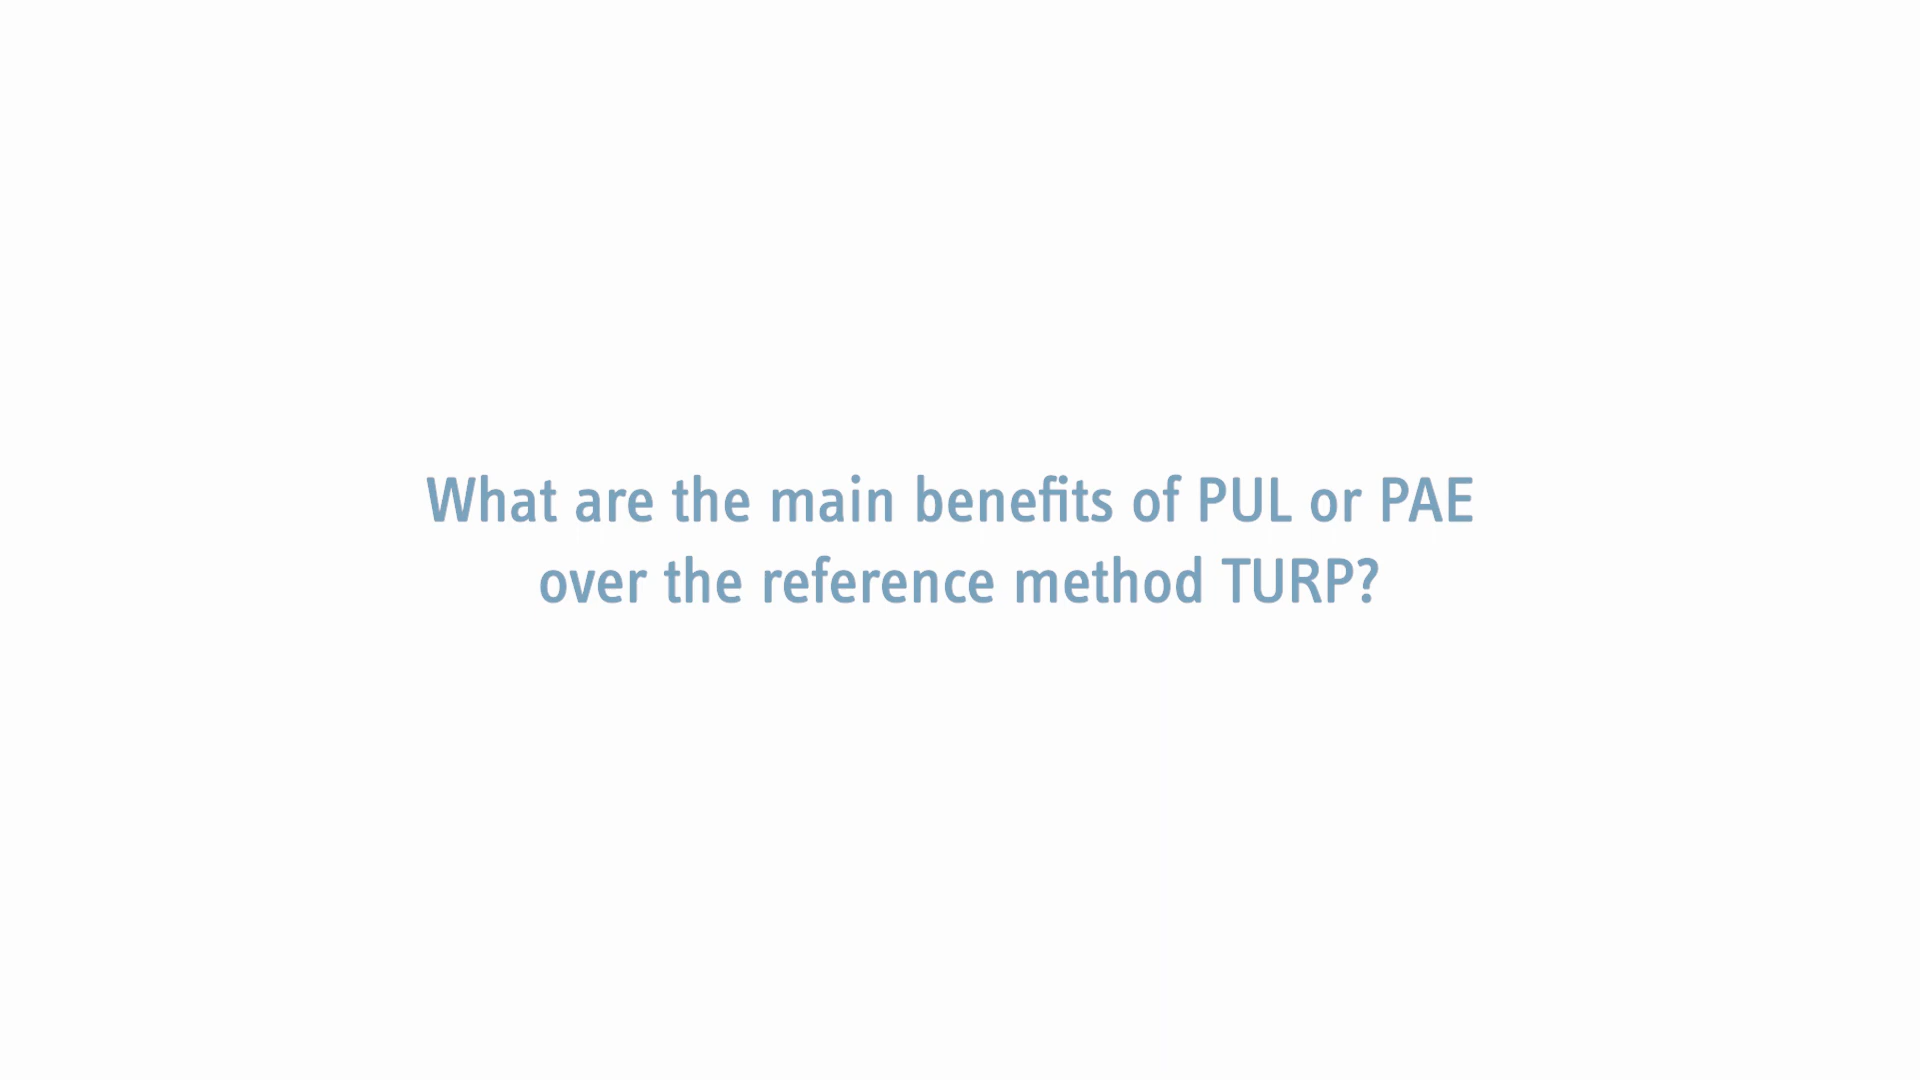 What are the main benefits of PUL or PAE
over the reference method TURP?